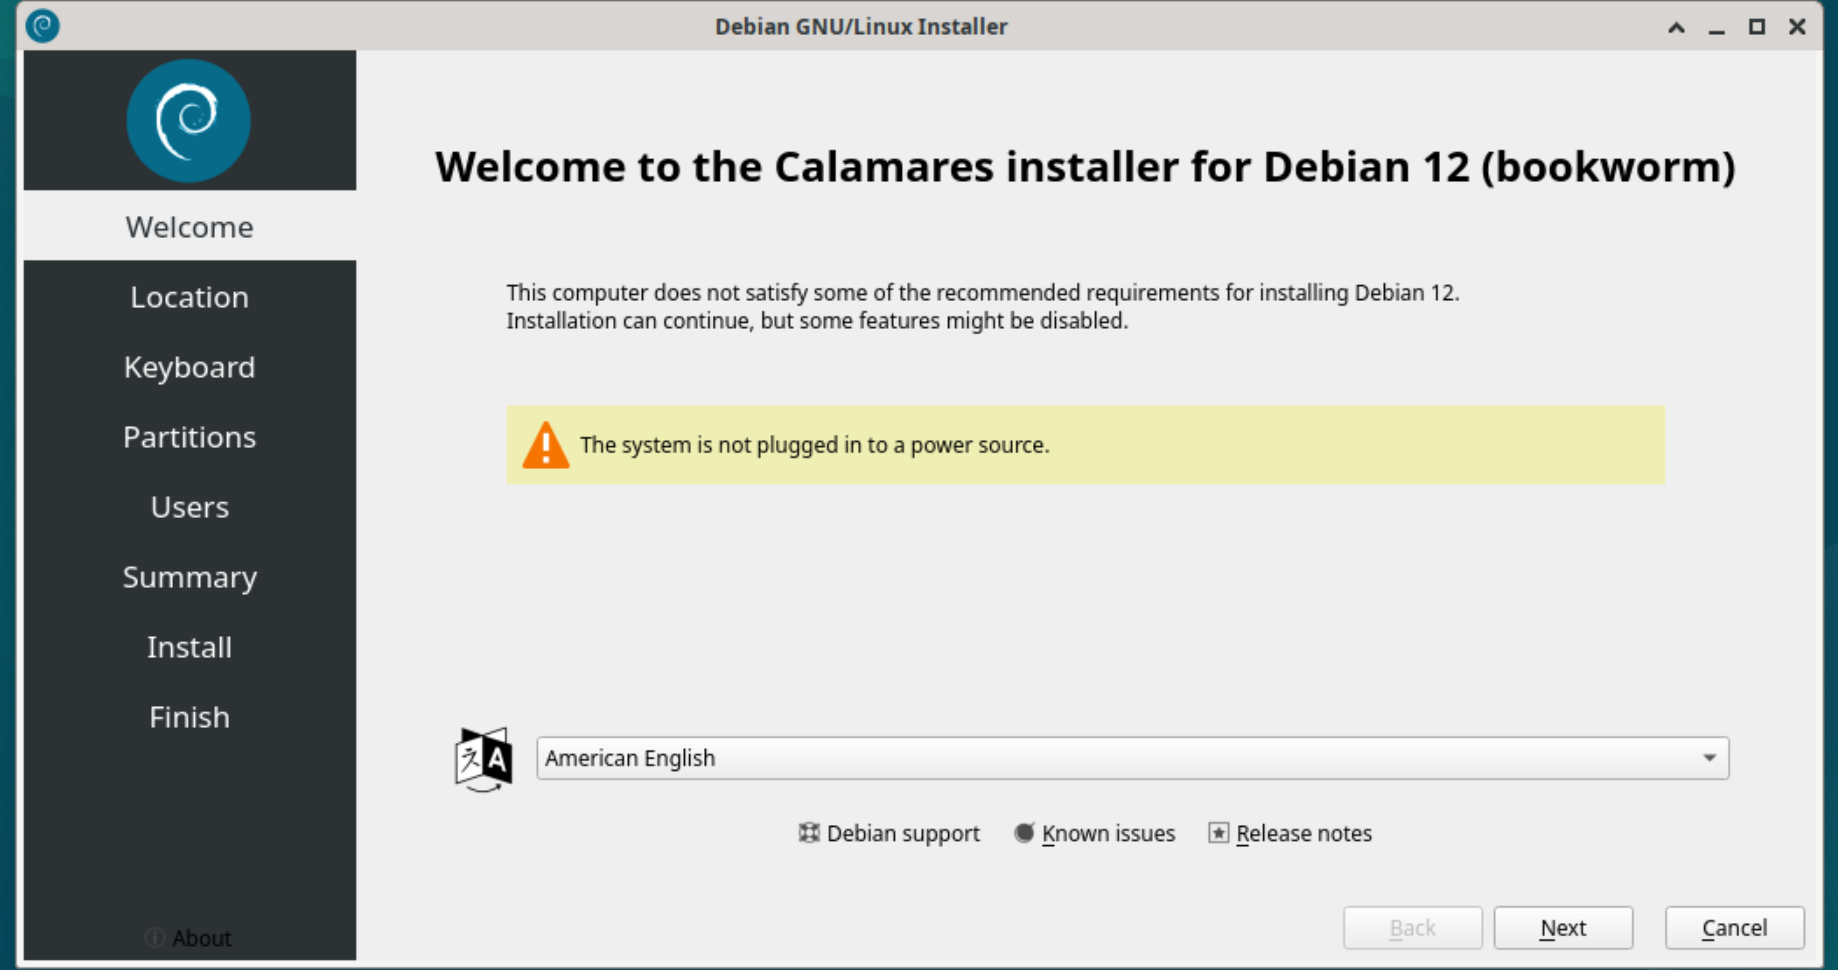 Debian GNU/Linux Installer
Welcome
Location
Keyboard
Partitions
Users
Summary
Install
Finish
About
Welcome to the Calamares installer for Debian 12 (bookworm)
This computer does not satisfy some of the recommended requirements for installing Debian 12.
Installation can continue, but some features might be disabled.
The system is not plugged in to a power source.
American English
Debian support Known issues Release notes
Back Next Cancel